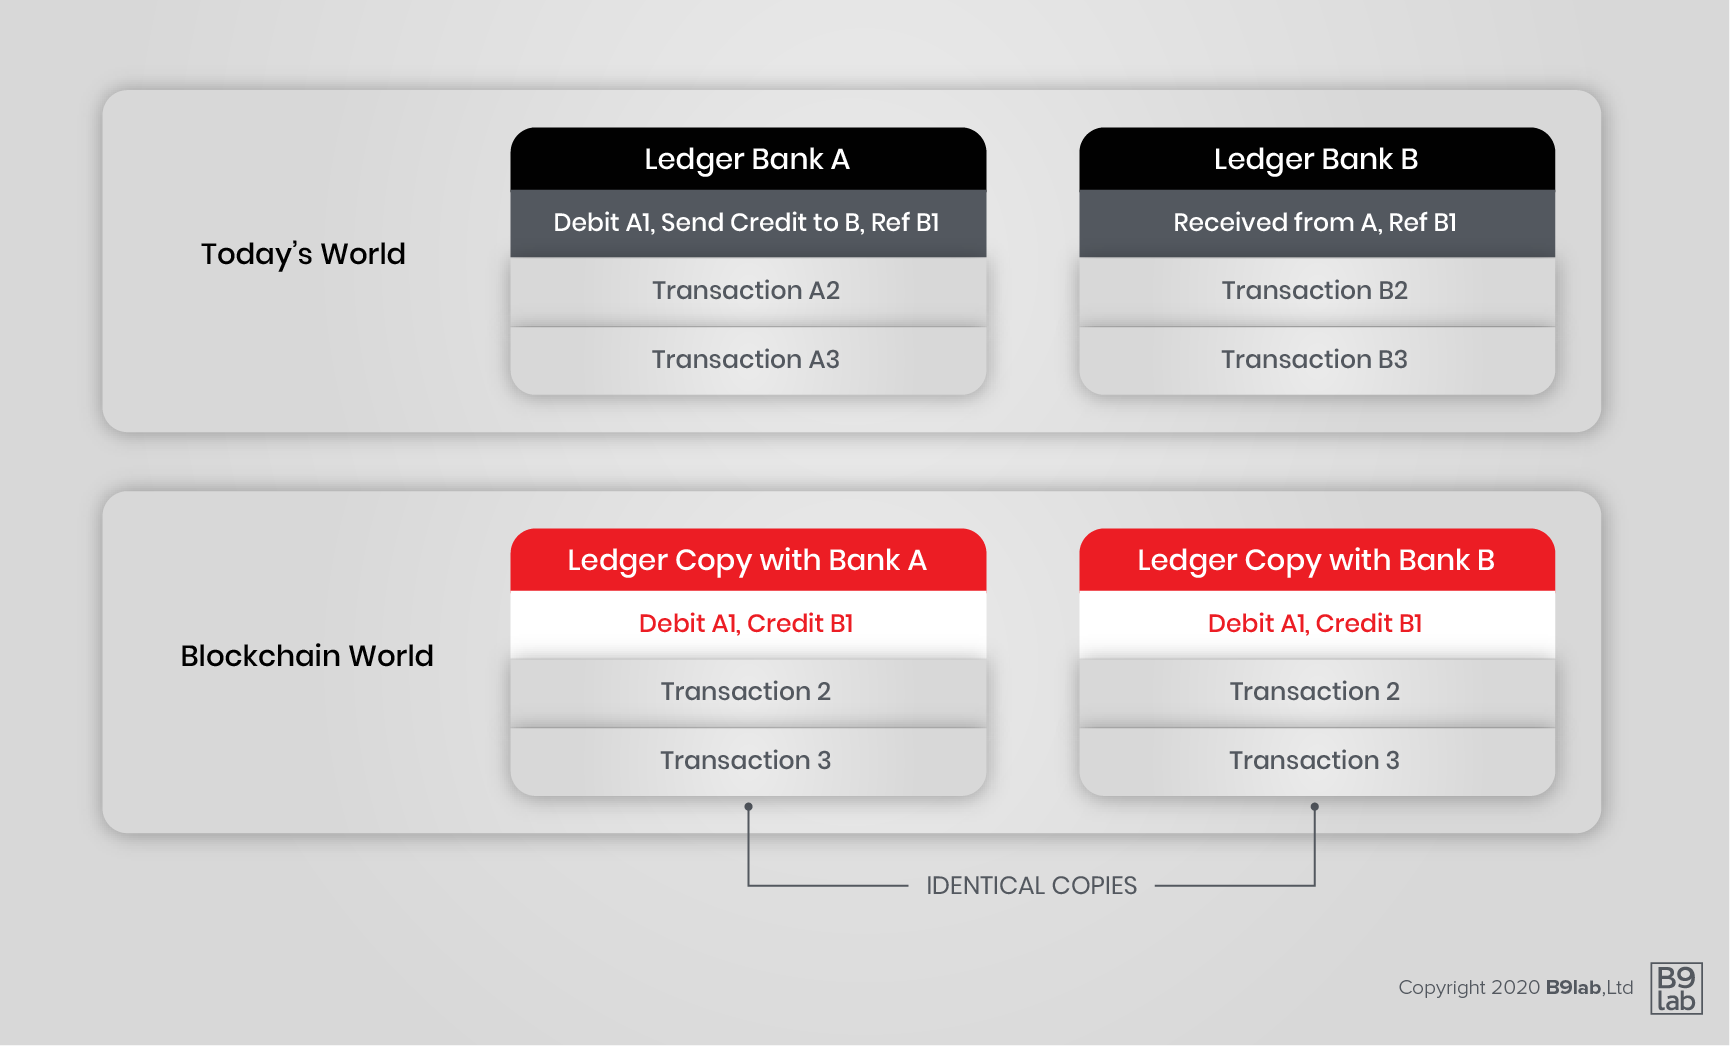 Today’s World
Ledger Bank A
Debit A1, Send Credit to B, Ref B1
Transaction A2
Transaction A3
Ledger Bank B
Received from A, Ref B1
Transaction B2
Transaction B3
Blockchain World
Ledger Copy with Bank A
Debit A1, Credit B1
Transaction 2
Transaction 3
Ledger Copy with Bank B
Debit A1, Credit B1
Transaction 2
Transaction 3
IDENTICAL COPIES
Copyright 2020 B9lab,Ltd
B9
lab